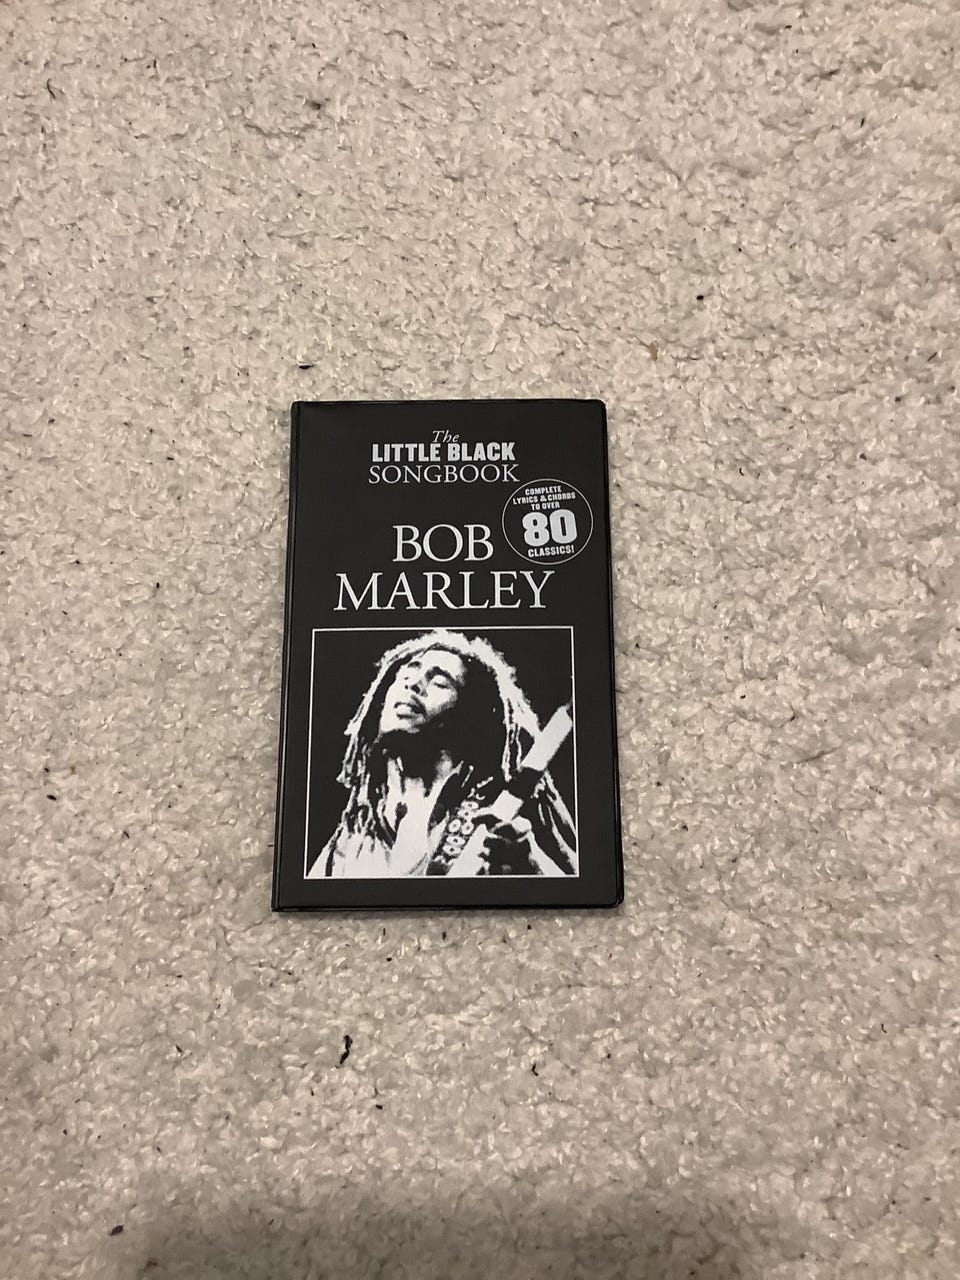 The
LITTLE BLACK
SONGBOOK
COMPLETE
LYRICS & CHORDS
TO OVER
80
CLASSICS!
BOB
MARLEY